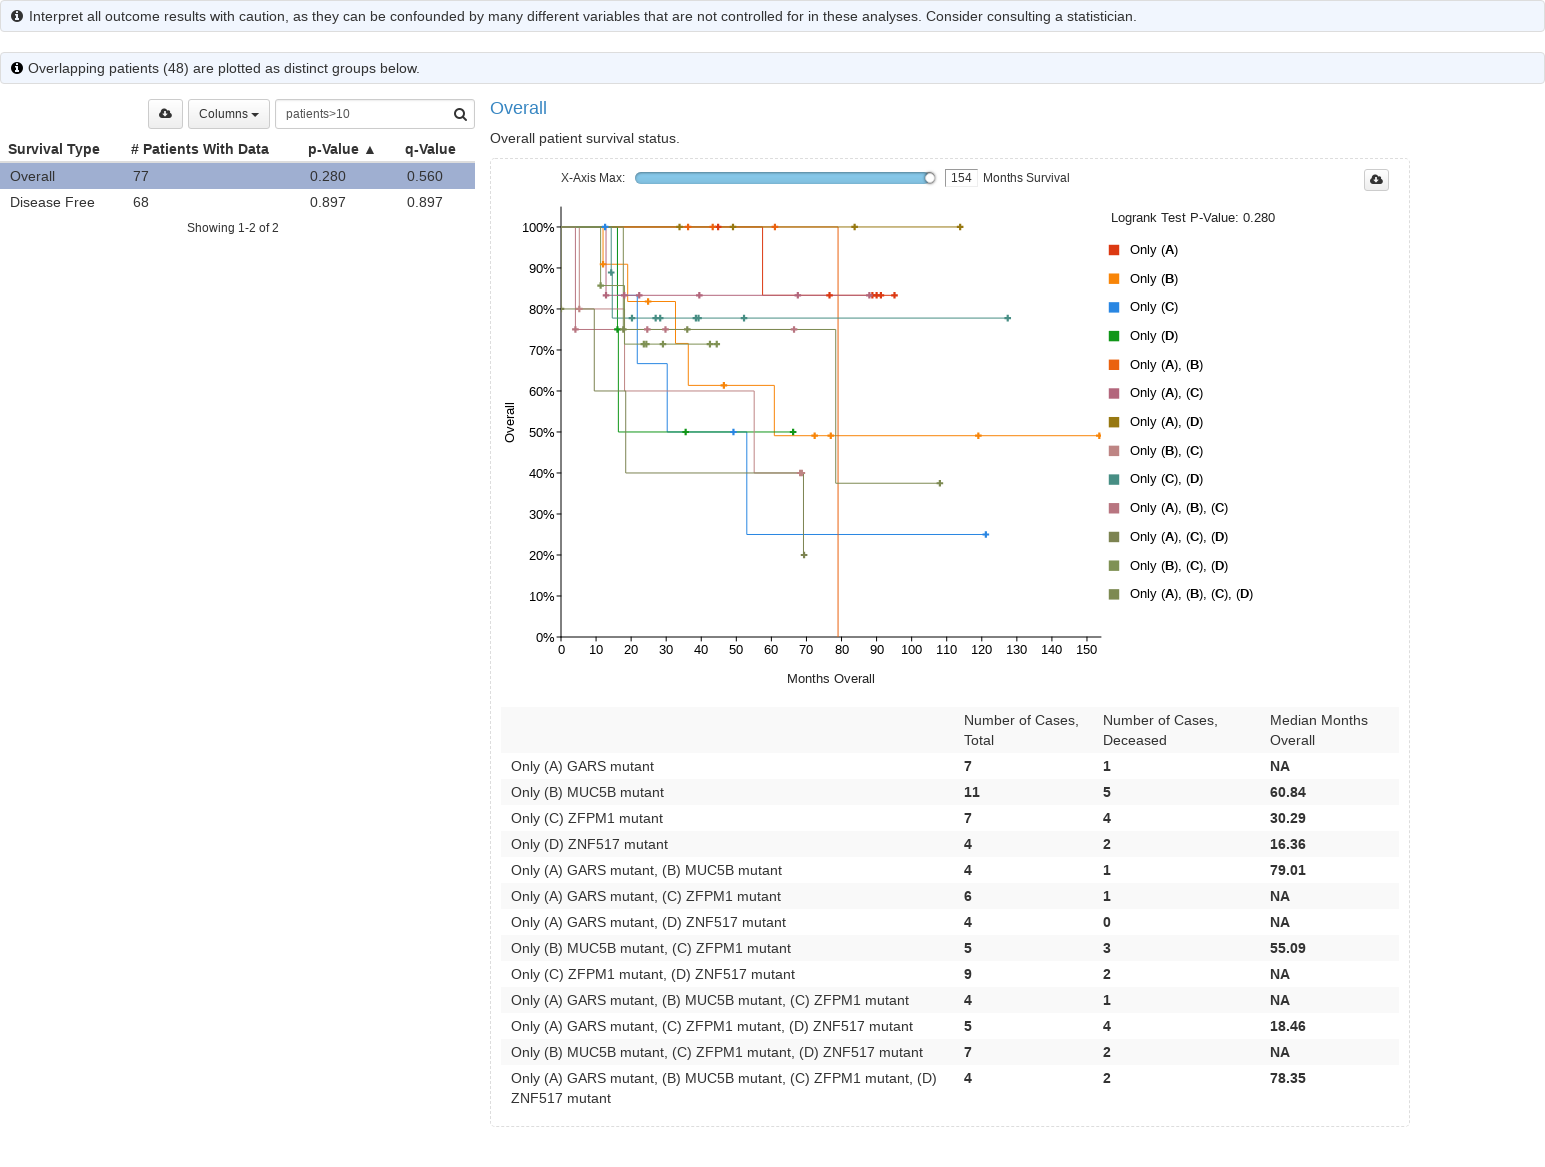 Interpret all outcome results with caution, as they can be confounded by many different variables that are not controlled for in these analyses. Consider consulting a statistician.
Overlapping patients (48) are plotted as distinct groups below.
Columns
patients>10
Survival Type # Patients With Data p-Value ▲ q-Value
Overall 77 0.280 0.560
Disease Free 68 0.897 0.897
Showing 1-2 of 2
Overall
Overall patient survival status.
X-Axis Max: 154 Months Survival
Logrank Test P-Value: 0.280
Only (A)
Only (B)
Only (C)
Only (D)
Only (A), (B)
Only (A), (C)
Only (A), (D)
Only (B), (C)
Only (C), (D)
Only (A), (B), (C)
Only (A), (C), (D)
Only (B), (C), (D)
Only (A), (B), (C), (D)
100%
90%
80%
70%
60%
50%
40%
30%
20%
10%
0%
Overall
0 10 20 30 40 50 60 70 80 90 100 110 120 130 140 150
Months Overall
Number of Cases, Number of Cases, Median Months
Total Deceased Overall
Only (A) GARS mutant 7 1 NA
Only (B) MUC5B mutant 11 5 60.84
Only (C) ZFPM1 mutant 7 4 30.29
Only (D) ZNF517 mutant 4 2 16.36
Only (A) GARS mutant, (B) MUC5B mutant 4 1 79.01
Only (A) GARS mutant, (C) ZFPM1 mutant 6 1 NA
Only (A) GARS mutant, (D) ZNF517 mutant 4 0 NA
Only (B) MUC5B mutant, (C) ZFPM1 mutant 5 3 55.09
Only (C) ZFPM1 mutant, (D) ZNF517 mutant 9 2 NA
Only (A) GARS mutant, (B) MUC5B mutant, (C) ZFPM1 mutant 4 1 NA
Only (A) GARS mutant, (C) ZFPM1 mutant, (D) ZNF517 mutant 5 4 18.46
Only (B) MUC5B mutant, (C) ZFPM1 mutant, (D) ZNF517 mutant 7 2 NA
Only (A) GARS mutant, (B) MUC5B mutant, (C) ZFPM1 mutant, (D) 4 2 78.35
ZNF517 mutant